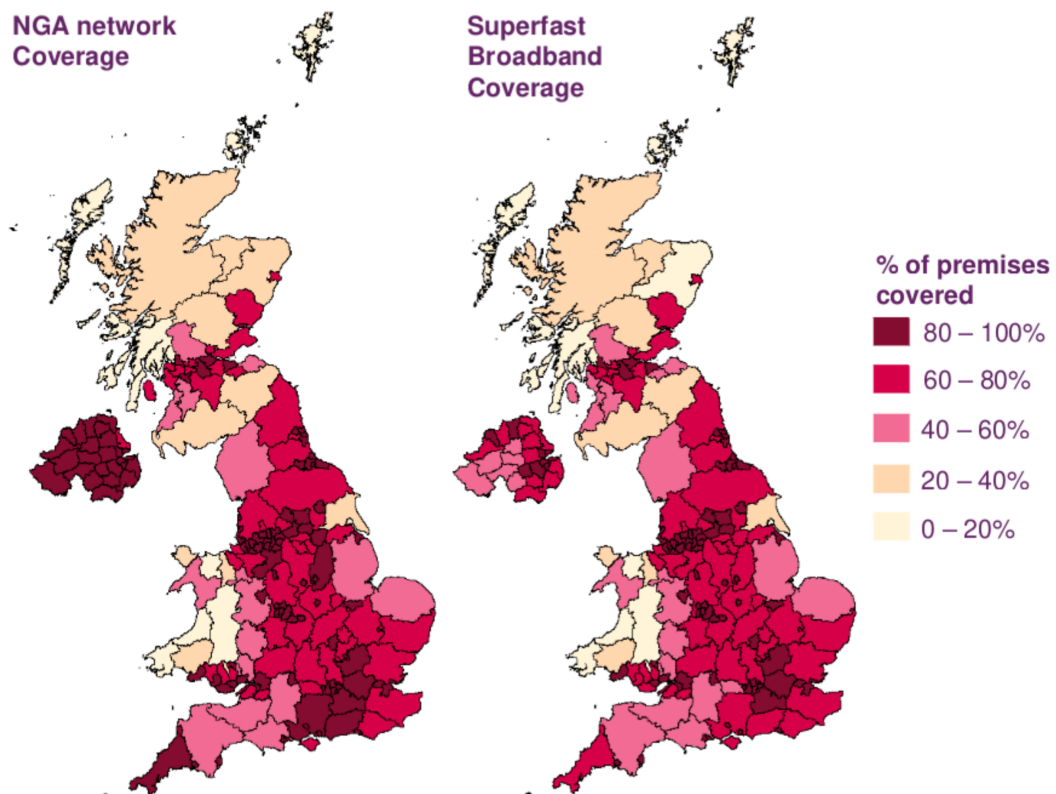 NGA network
Coverage
Superfast
Broadband
Coverage
% of premises
covered
80 – 100%
60 – 80%
40 – 60%
20 – 40%
0 – 20%